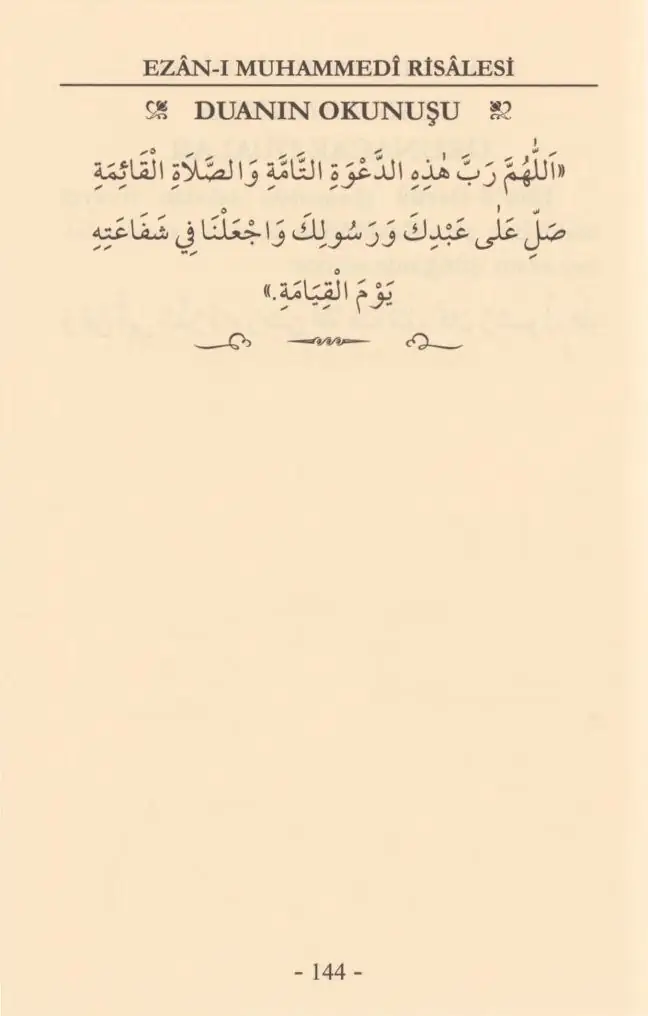 EZÂN-I MUHAMMEDÎ RİSÂLESİ
DUANIN OKUNUŞU
«اَللّٰهُمَّ رَبَّ هٰذِهِ الدَّعْوَةِ التَّامَّةِ وَالصَّلَاةِ الْقَائِمَةِ
صَلِّ عَلٰى عَبْدِكَ وَرَسُولِكَ وَاجْعَلْنَا فِي شَفَاعَتِهِ
يَوْمَ الْقِيَامَةِ.»
- 144 -